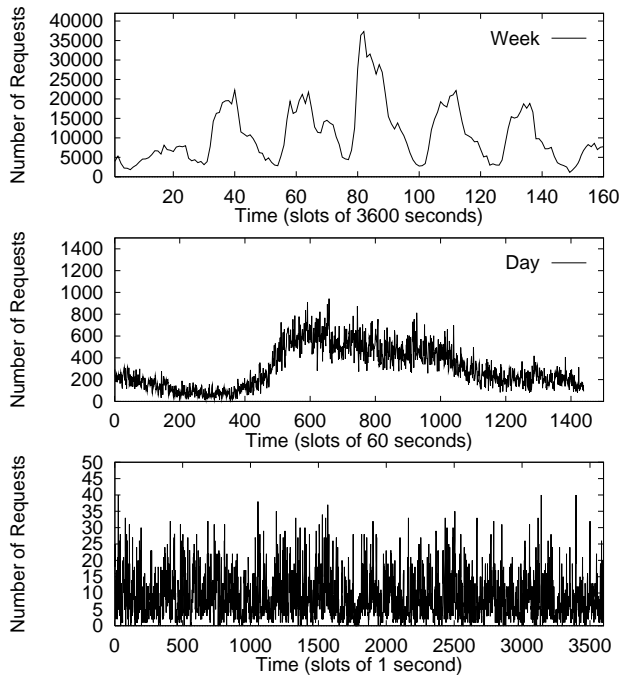 Number of Requests
40000
35000
30000
25000
20000
15000
10000
5000
0
Week
20 40 60 80 100 120 140 160
Time (slots of 3600 seconds)
Number of Requests
1400
1200
1000
800
600
400
200
0
Day
0 200 400 600 800 1000 1200 1400
Time (slots of 60 seconds)
Number of Requests
50
45
40
35
30
25
20
15
10
5
0
0 500 1000 1500 2000 2500 3000 3500
Time (slots of 1 second)